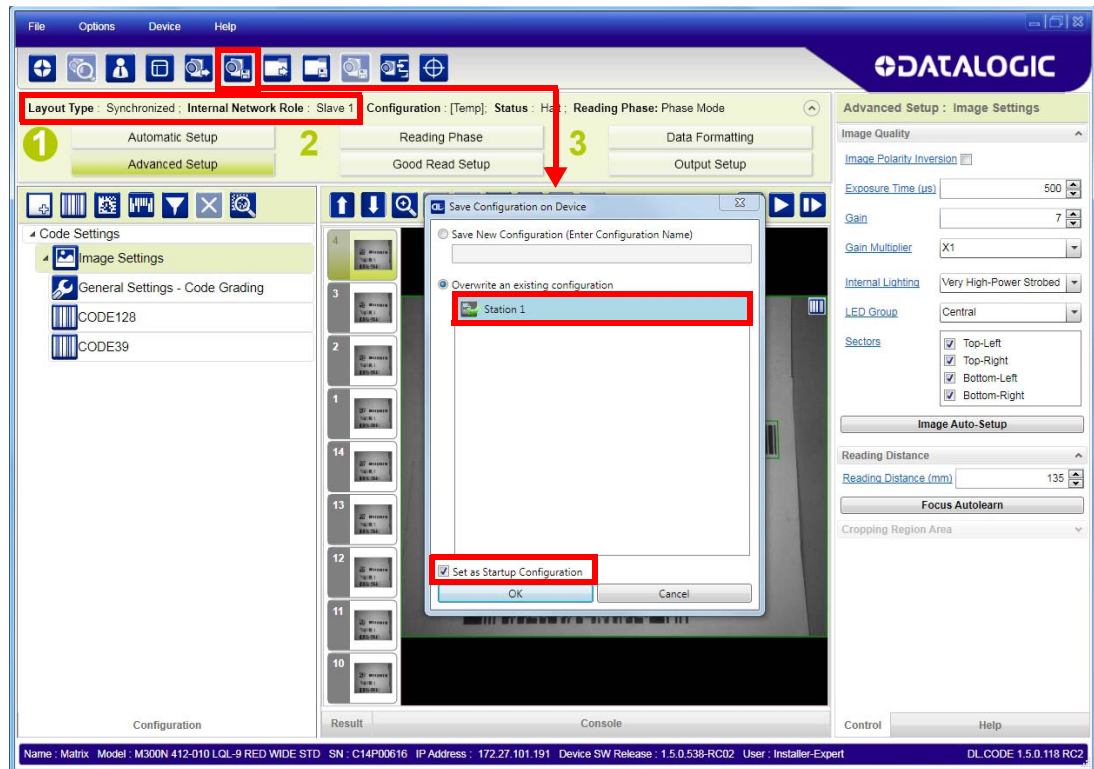 File Options Device Help
DATALOGIC
Layout Type : Synchronized ; Internal Network Role : Slave 1 Configuration : [Temp]; Status : Halt ; Reading Phase: Phase Mode
1 Automatic Setup 2 Reading Phase 3 Data Formatting
Advanced Setup Good Read Setup Output Setup
Advanced Setup : Image Settings
Code Settings
Image Settings
General Settings - Code Grading
CODE128
CODE39
Configuration
4
3
2
1
14
13
12
11
10
Save Configuration on Device
Save New Configuration (Enter Configuration Name)
Overwrite an existing configuration
Station 1
Set as Startup Configuration
OK Cancel
Result Console
Image Quality
Image Polarity Inversion
Exposure Time (µs) 500
Gain 7
Gain Multiplier X1
Internal Lighting Very High-Power Strobed
LED Group Central
Sectors Top-Left
Top-Right
Bottom-Left
Bottom-Right
Image Auto-Setup
Reading Distance
Reading Distance (mm) 135
Focus Autolearn
Cropping Region Area
Control Help
Name : Matrix Model : M300N 412-010 LQL-9 RED WIDE STD SN : C14P00616 IP Address : 172.27.101.191 Device SW Release : 1.5.0.538-RC02 User : Installer-Expert DL.CODE 1.5.0.118 RC2